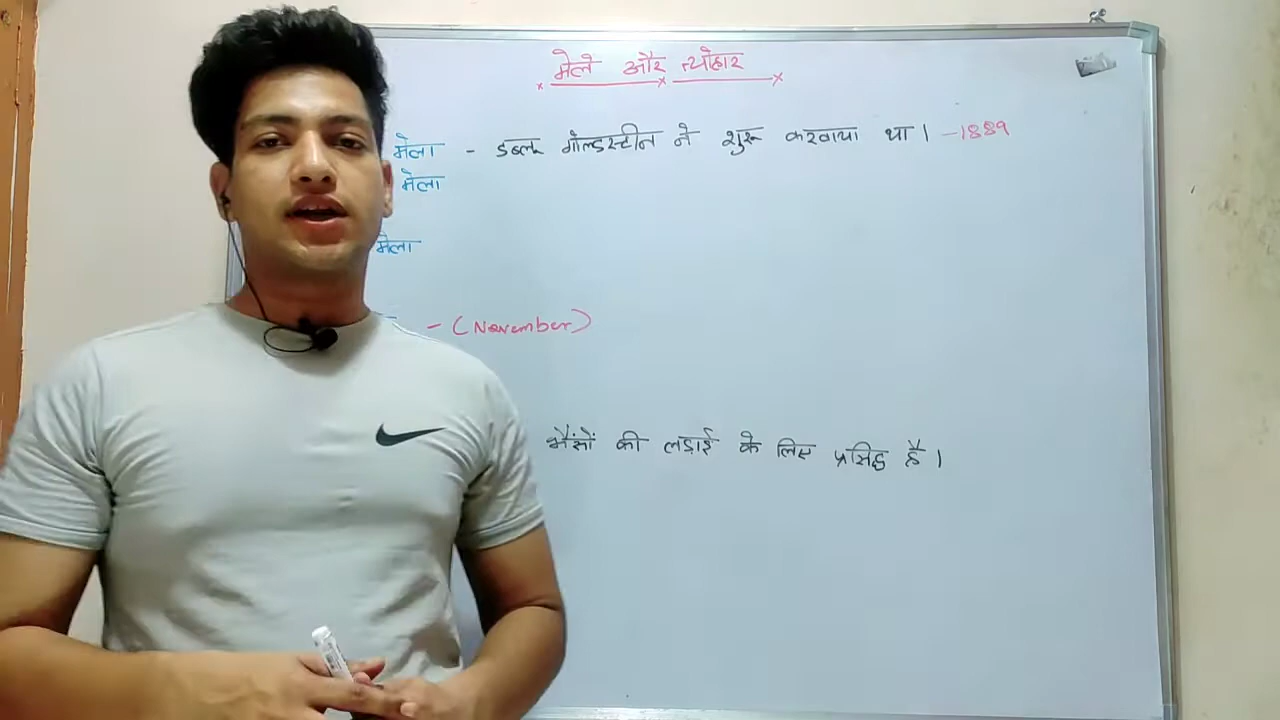 मेले और त्योहार
मेला - डब्लू गोल्डस्टीन ने शुरू करवाया था। - 1889
मेला
मेला
- (November)
भैंसों की लड़ाई के लिए प्रसिद्ध है।